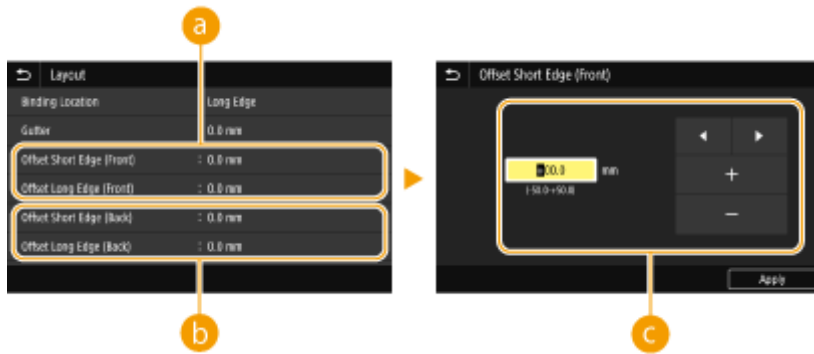 a
Layout
Binding Location Long Edge
Gutter 0.0 mm
Offset Short Edge (Front) : 0.0 mm
Offset Long Edge (Front) : 0.0 mm
Offset Short Edge (Back) : 0.0 mm
Offset Long Edge (Back) : 0.0 mm
b
Offset Short Edge (Front)
+00.0 mm
(-50.0-+50.0)
+
−
Apply
c